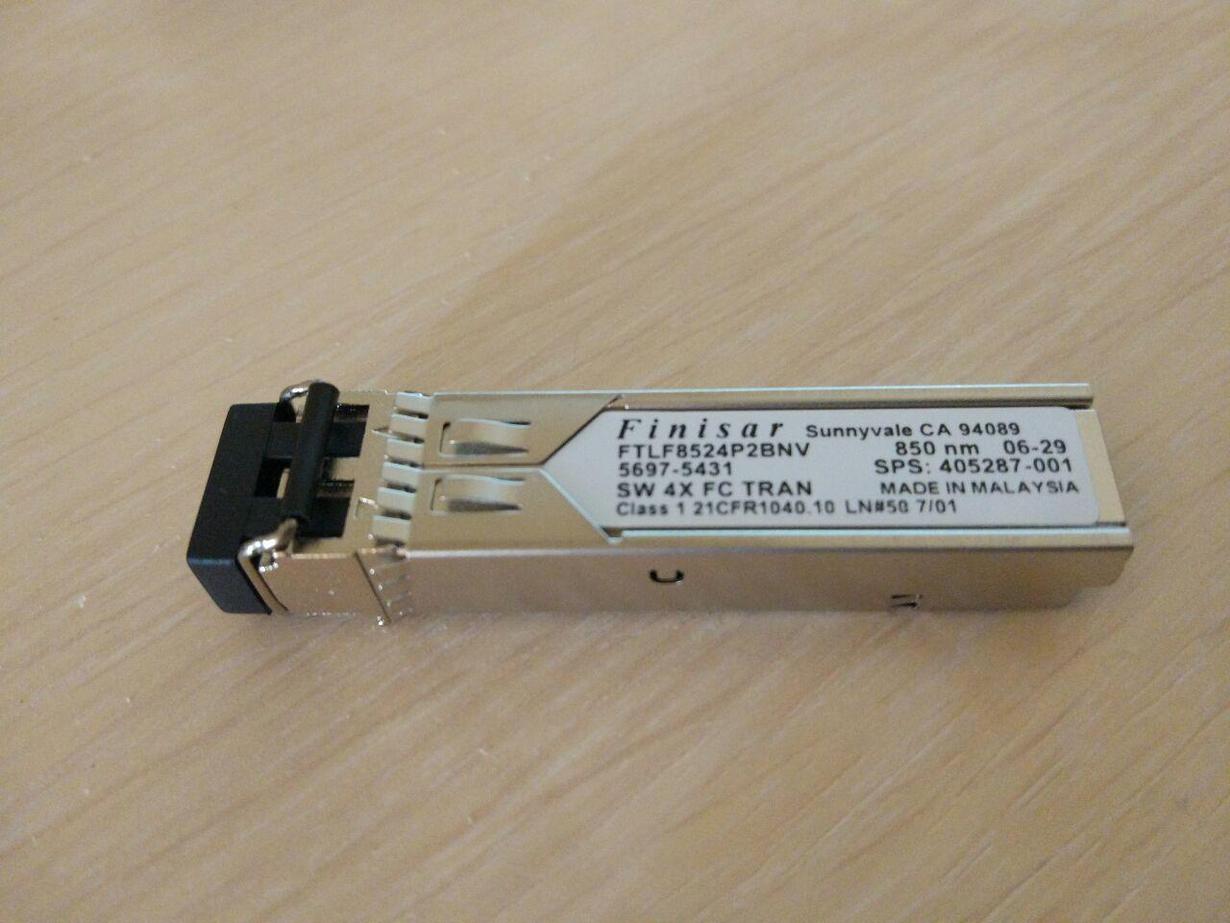 Finisar Sunnyvale CA 94089
FTLF8524P2BNV 850 nm 06-29
5697-5431 SPS: 405287-001
SW 4X FC TRAN MADE IN MALAYSIA
Class 1 21CFR1040.10 LN#50 7/01